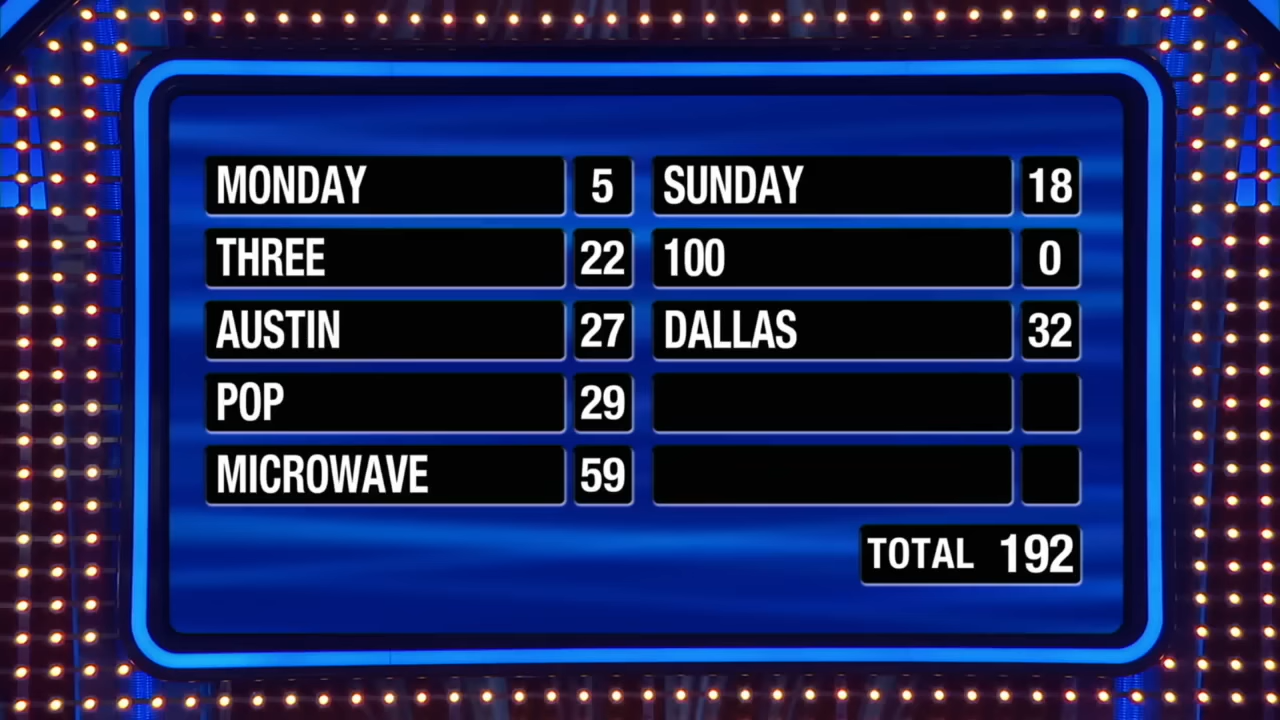 MONDAY 5 SUNDAY 18
THREE 22 100 0
AUSTIN 27 DALLAS 32
POP 29
MICROWAVE 59
TOTAL 192